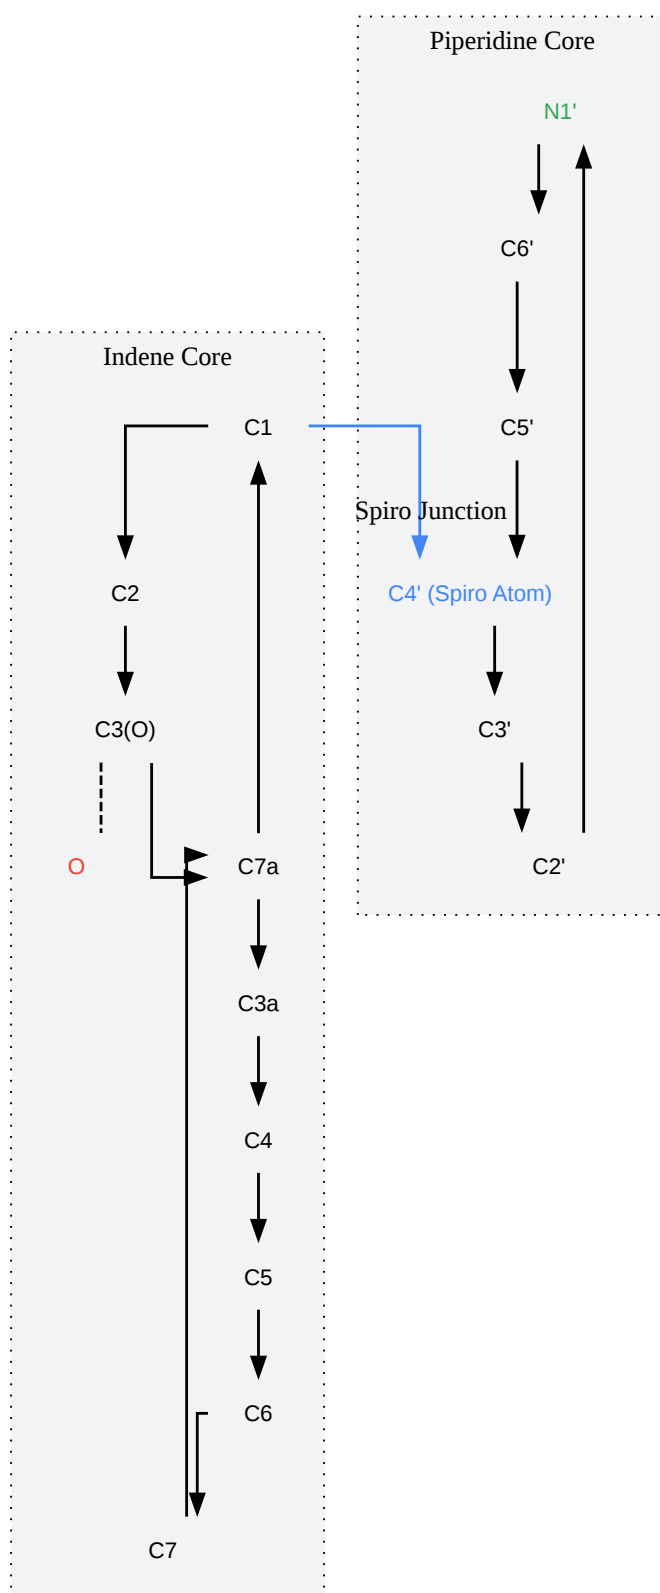 Piperidine Core
N1'
C6'
Indene Core
C1
C5'
Spiro Junction
C2
C4' (Spiro Atom)
C3(O)
C3'
O
C7a
C2'
C3a
C4
C5
C6
C7